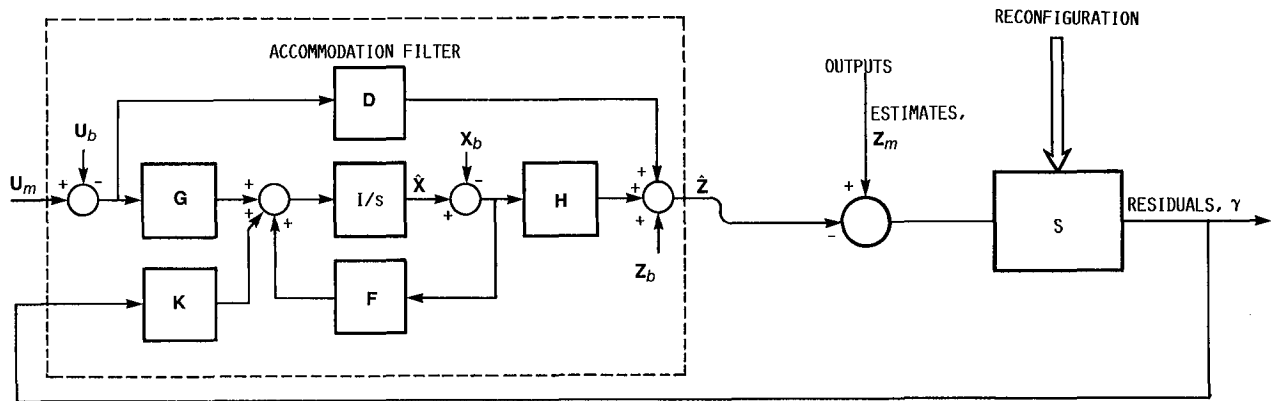 RECONFIGURATION
ACCOMMODATION FILTER
OUTPUTS
D
ESTIMATES,
Z_m
U_b
X_b
U_m
+
-
G
+
+
+
I/s
X̂
+
-
H
+
+
+
Ẑ
+
-
S
RESIDUALS, γ
Z_b
K
F